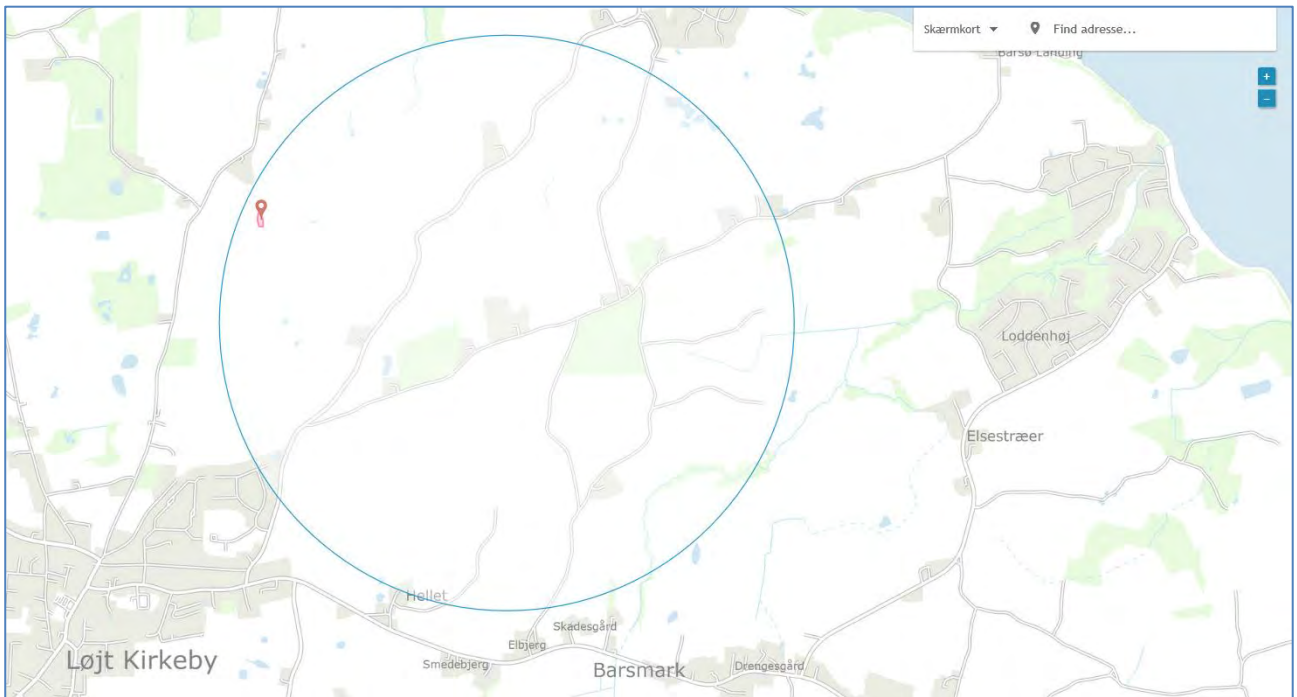 Skærmkort
Find adresse...
Barsø Landing
+
−
Loddenhøj
Elsestræer
Hellet
Skadesgård
Elbjerg
Smedebjerg
Barsmark
Drengesgård
Løjt Kirkeby